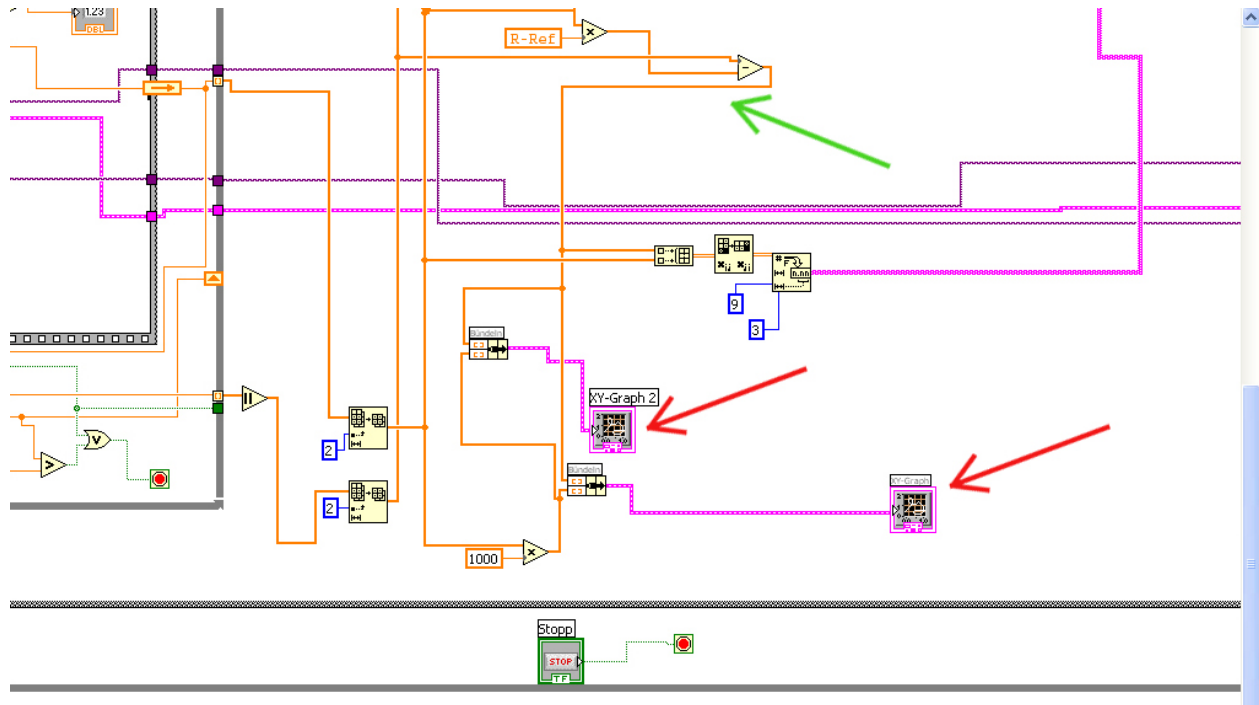 1.23
DBL
R-Ref
9
3
Bündeln
XY-Graph 2
2
Bündeln
XY-Graph
2
1000
Stopp
STOP
TF